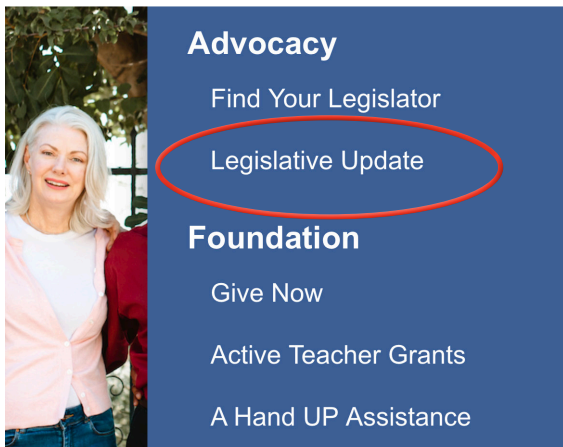 Advocacy
Find Your Legislator
Legislative Update
Foundation
Give Now
Active Teacher Grants
A Hand UP Assistance